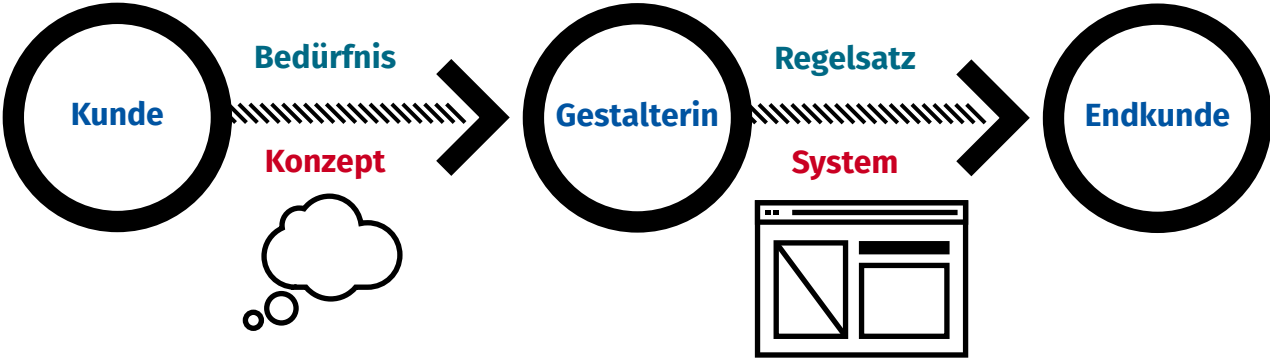 Kunde
Bedürfnis
Konzept
Gestalterin
Regelsatz
System
Endkunde